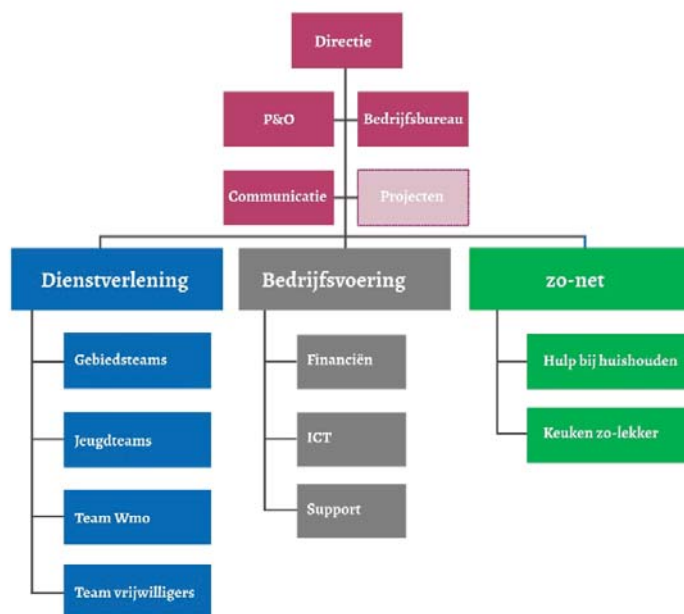 Directie
P&O
Bedrijfsbureau
Communicatie
Projecten
Dienstverlening
Bedrijfsvoering
zo-net
Gebiedsteams
Financiën
Hulp bij huishouden
Jeugdteams
ICT
Keuken zo-lekker
Team Wmo
Support
Team vrijwilligers